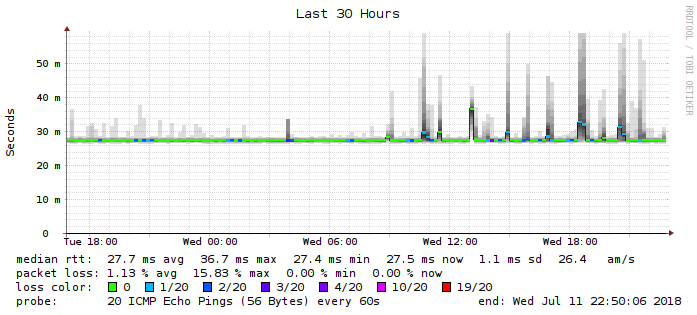 Last 30 Hours
RRDTOOL / TOBI OETIKER
Seconds
50 m
40 m
30 m
20 m
10 m
0
Tue 18:00 Wed 00:00 Wed 06:00 Wed 12:00 Wed 18:00
median rtt: 27.7 ms avg 36.7 ms max 27.4 ms min 27.5 ms now 1.1 ms sd 26.4 am/s
packet loss: 1.13 % avg 15.83 % max 0.00 % min 0.00 % now
loss color: 0 1/20 2/20 3/20 4/20 10/20 19/20
probe: 20 ICMP Echo Pings (56 Bytes) every 60s end: Wed Jul 11 22:50:06 2018